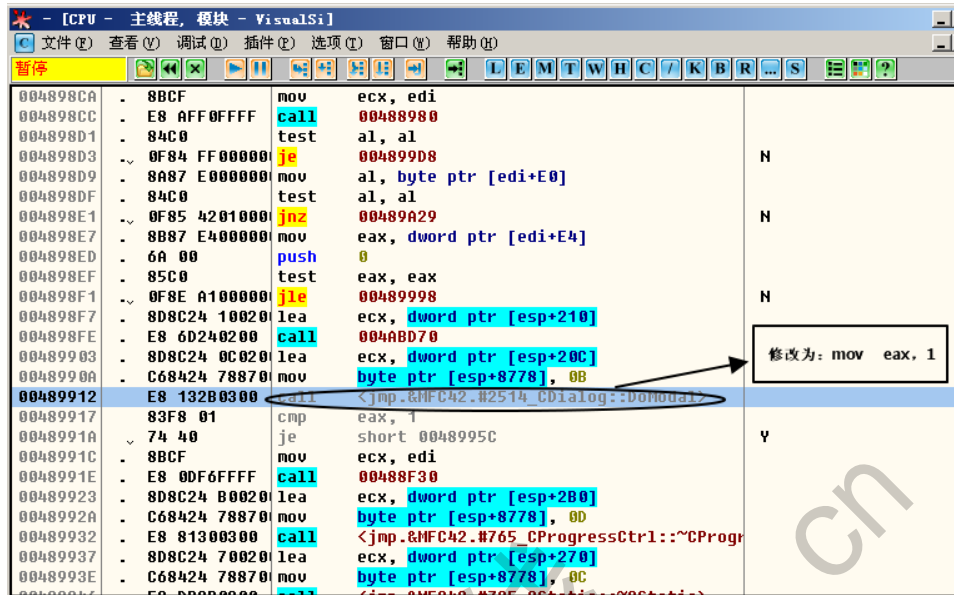 - [CPU - 主线程, 模块 - VisualSi]
C 文件(F) 查看(V) 调试(D) 插件(P) 选项(T) 窗口(W) 帮助(H)
暂停 L E M T W H C / K B R ... S ?
004898CA . 8BCF mov ecx, edi
004898CC . E8 AFF0FFFF call 00488980
004898D1 . 84C0 test al, al
004898D3 . 0F84 FF000000 je 004899D8 N
004898D9 . 8A87 E0000000 mov al, byte ptr [edi+E0]
004898DF . 84C0 test al, al
004898E1 . 0F85 42010000 jnz 00489A29 N
004898E7 . 8B87 E4000000 mov eax, dword ptr [edi+E4]
004898ED . 6A 00 push 0
004898EF . 85C0 test eax, eax
004898F1 . 0F8E A1000000 jle 00489998 N
004898F7 . 8D8C24 10020 lea ecx, dword ptr [esp+210]
004898FE . E8 6D240200 call 004ABD70
00489903 . 8D8C24 0C020 lea ecx, dword ptr [esp+20C]
修改为: mov eax, 1
0048990A . C68424 78870 mov byte ptr [esp+8778], 0B
00489912 E8 132B0300 call <jmp.&MFC42.#2514_CDialog::DoModal>
00489917 83F8 01 cmp eax, 1
0048991A 74 40 je short 0048995C Y
0048991C . 8BCF mov ecx, edi
0048991E . E8 0DF6FFFF call 00488F30
00489923 . 8D8C24 B0020 lea ecx, dword ptr [esp+2B0]
0048992A . C68424 78870 mov byte ptr [esp+8778], 0D
00489932 . E8 81300300 call <jmp.&MFC42.#765_CProgressCtrl::~CProgr
00489937 . 8D8C24 70020 lea ecx, dword ptr [esp+270]
0048993E . C68424 78870 mov byte ptr [esp+8778], 0C
cn